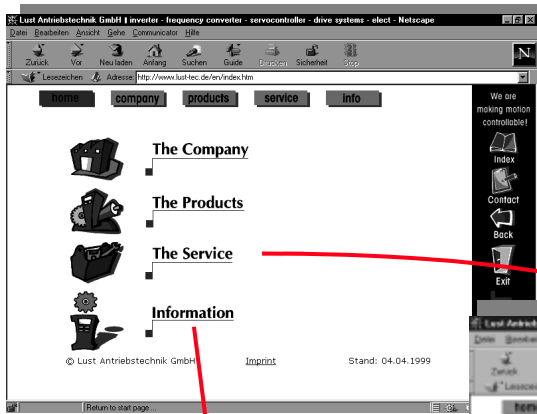 Lust Antriebstechnik GmbH || inverter - frequency converter - servocontroller - drive systems - elect - Netscape
Datei Bearbeiten Ansicht Gehe Communicator Hilfe
Zurück Vor Neu laden Anfang Suchen Guide Drucken Sicherheit Stop
Lesezeichen Adresse: http://www.lust-tec.de/en/index.htm
N
home company products service info
We are
making motion
controllable!
The Company
Index
The Products
Contact
Back
The Service
Exit
Information
© Lust Antriebstechnik GmbH Imprint Stand: 04.04.1999
Return to start page ...
Lust Antrieb
Datei
Zurück
home